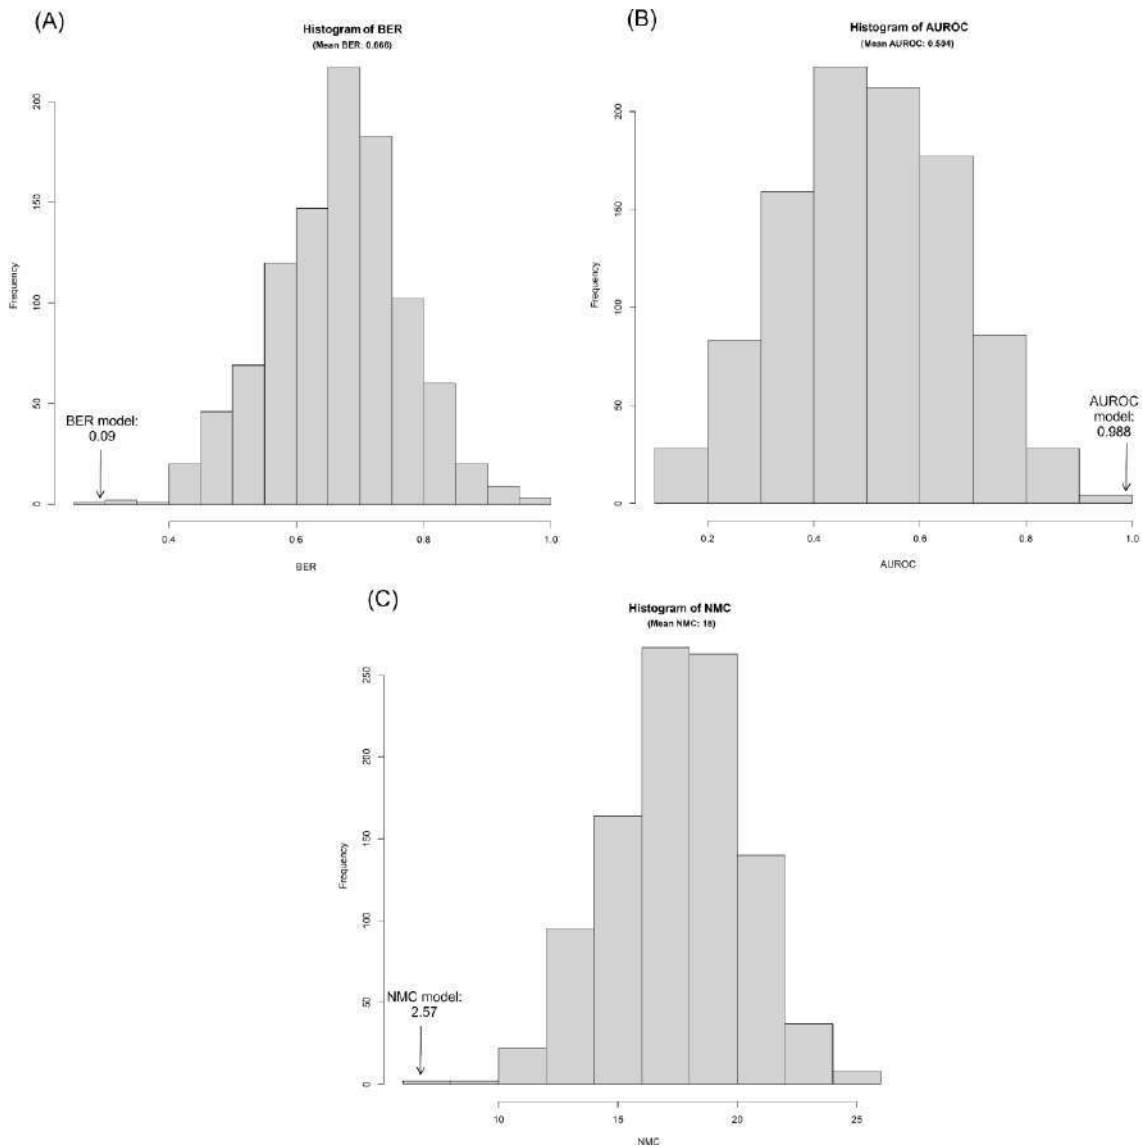 (A)
Histogram of BER
(Mean BER: 0.666)
Frequency
200
150
100
50
0
BER model:
0.09
0.4
0.6
0.8
1.0
BER
(B)
Histogram of AUROC
(Mean AUROC: 0.504)
Frequency
200
150
100
50
0
AUROC
model:
0.988
0.2
0.4
0.6
0.8
1.0
AUROC
(C)
Histogram of NMC
(Mean NMC: 18)
Frequency
250
200
150
100
50
0
NMC model:
2.57
10
15
20
25
NMC